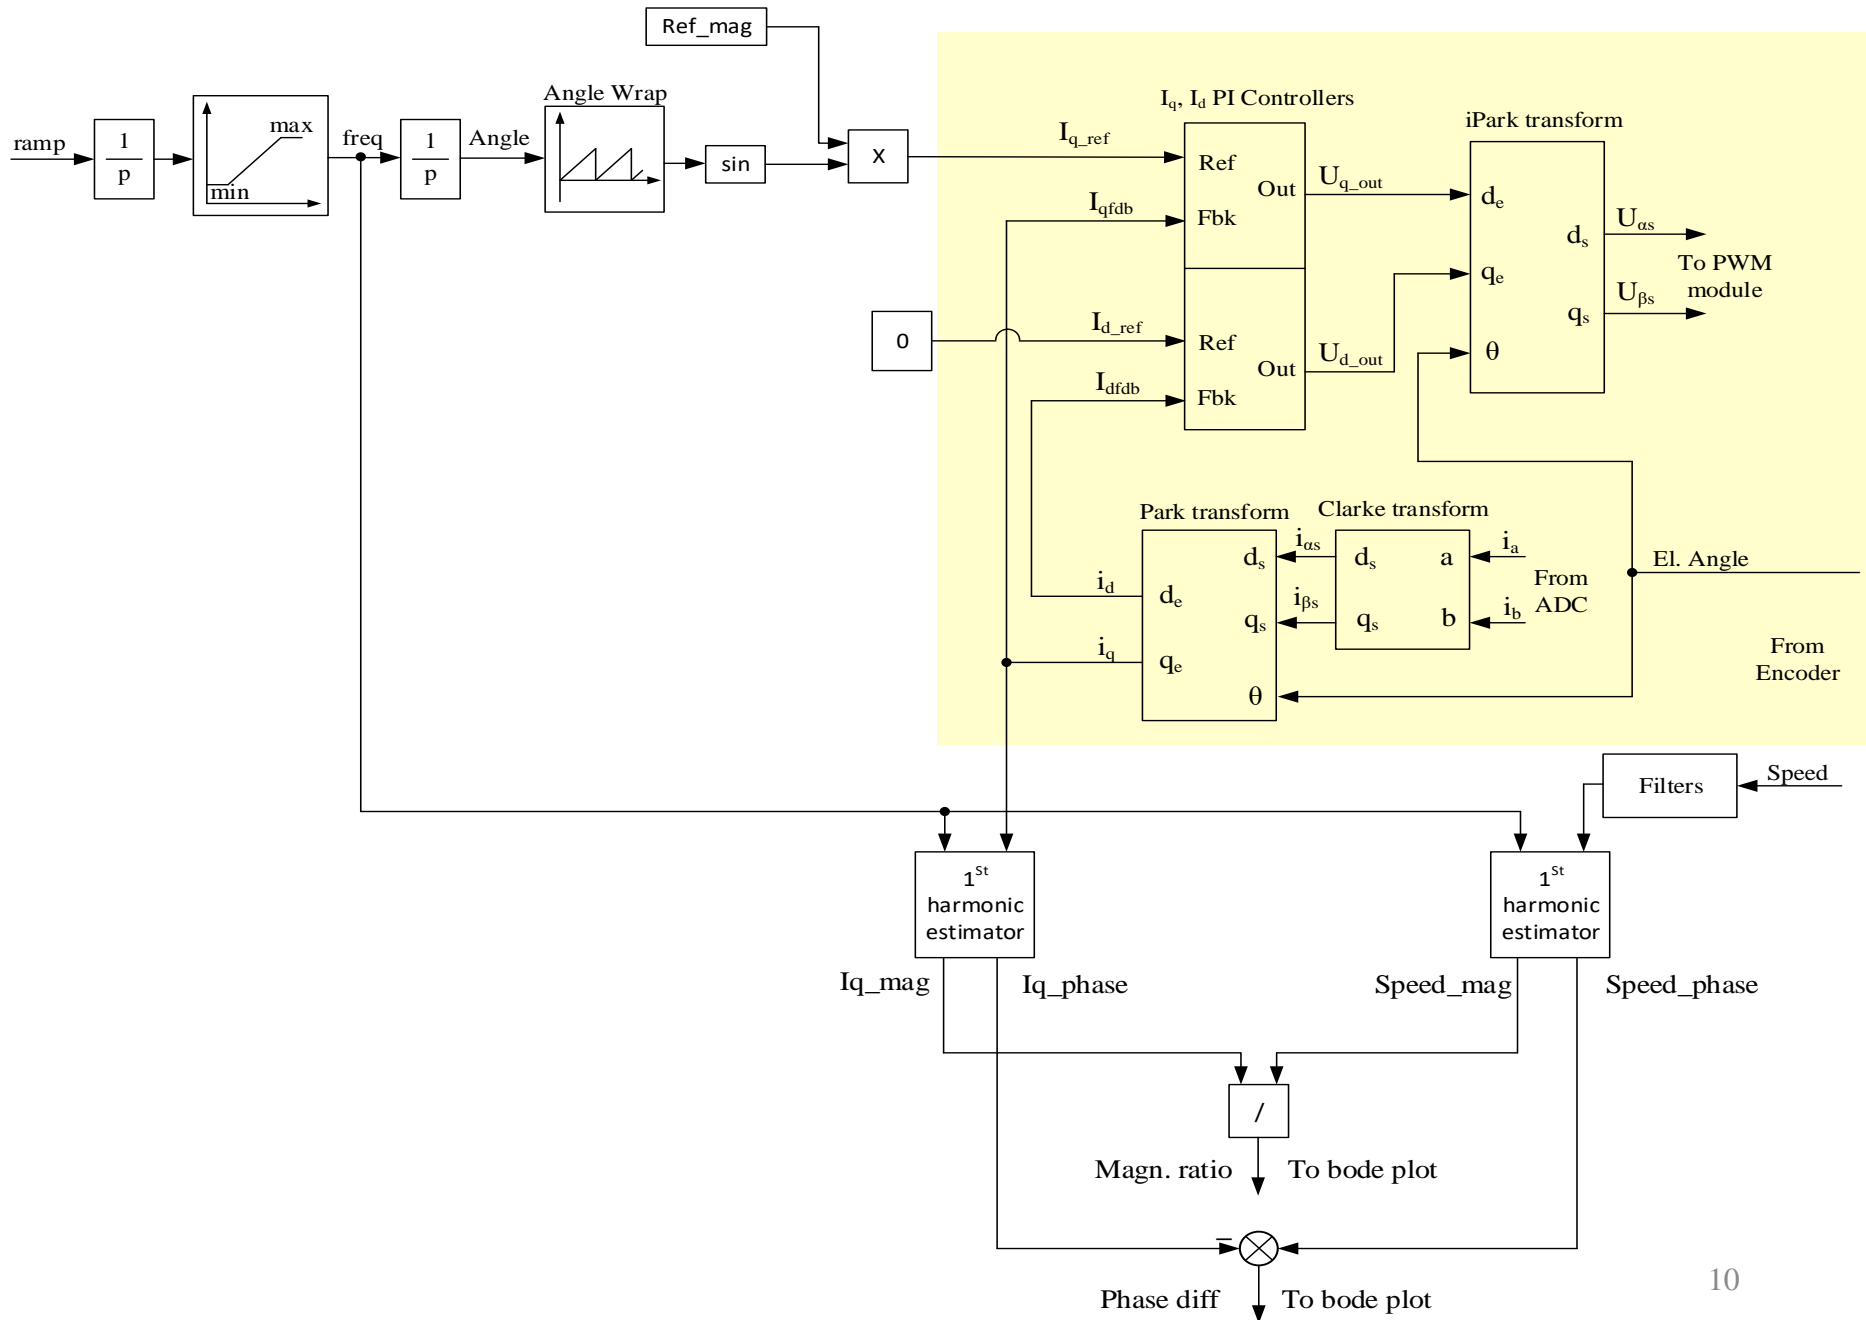 Ref_mag
ramp
1
p
max
min
freq
1
p
Angle
Angle Wrap
sin
X
Iq_ref
Iq, Id PI Controllers
Ref
Out
Fbk
Iqfdb
Uq_out
iPark transform
de
ds
qe
qs
θ
Uαs
To PWM
module
Uβs
0
Id_ref
Ref
Out
Fbk
Idfdb
Ud_out
Park transform
Clarke transform
ds
de
qs
qe
θ
iαs
iβs
ds
a
qs
b
ia
From
ADC
ib
id
iq
El. Angle
From
Encoder
Filters
Speed
1St
harmonic
estimator
1St
harmonic
estimator
Iq_mag
Iq_phase
Speed_mag
Speed_phase
/
Magn. ratio
To bode plot
–
Phase diff
To bode plot
10